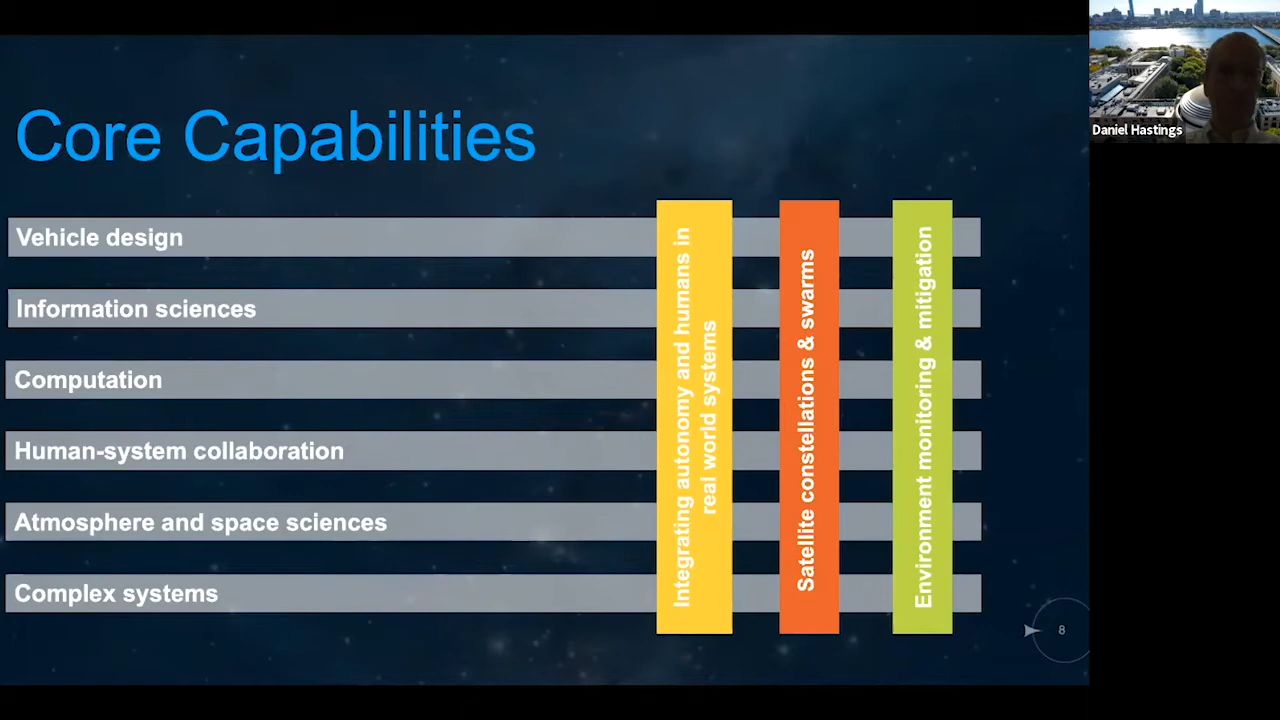 Core Capabilities
Vehicle design
Information sciences
Computation
Human-system collaboration
Atmosphere and space sciences
Complex systems
Integrating autonomy and humans in
real world systems
Satellite constellations & swarms
Environment monitoring & mitigation
8
Daniel Hastings